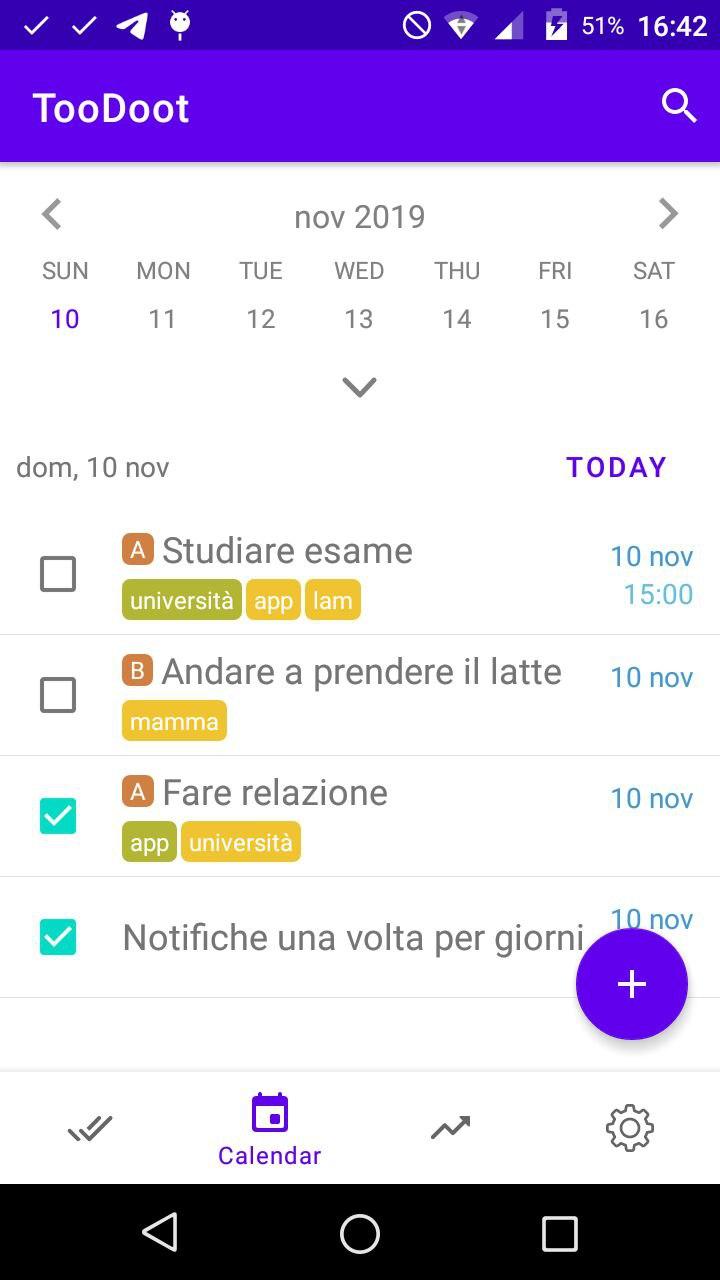 51% 16:42
TooDoot
nov 2019
SUN MON TUE WED THU FRI SAT
10 11 12 13 14 15 16
dom, 10 nov TODAY
A Studiare esame 10 nov
università app lam 15:00
B Andare a prendere il latte 10 nov
mamma
A Fare relazione 10 nov
app università
Notifiche una volta per giorni 10 nov
Calendar